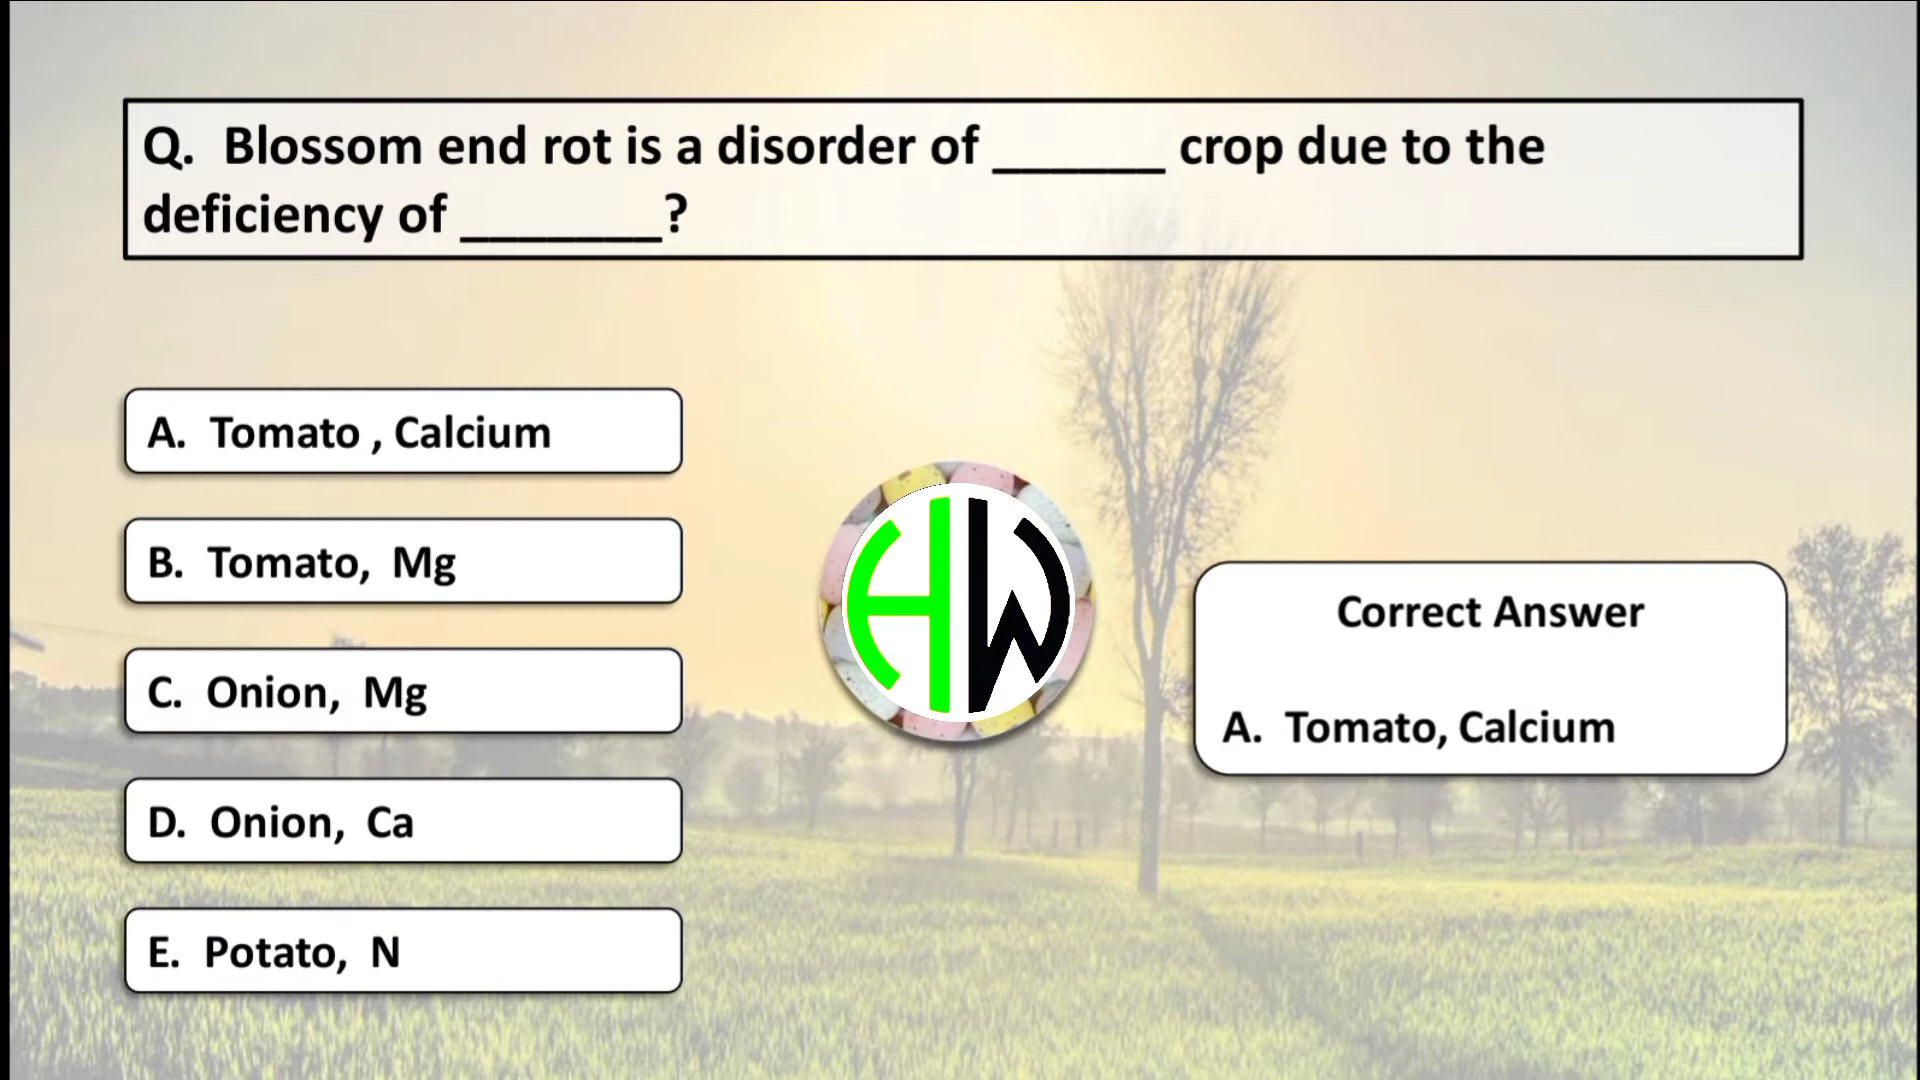 Q. Blossom end rot is a disorder of ______ crop due to the
deficiency of _______?
A. Tomato , Calcium
B. Tomato, Mg
C. Onion, Mg
D. Onion, Ca
E. Potato, N
HW
Correct Answer
A. Tomato, Calcium